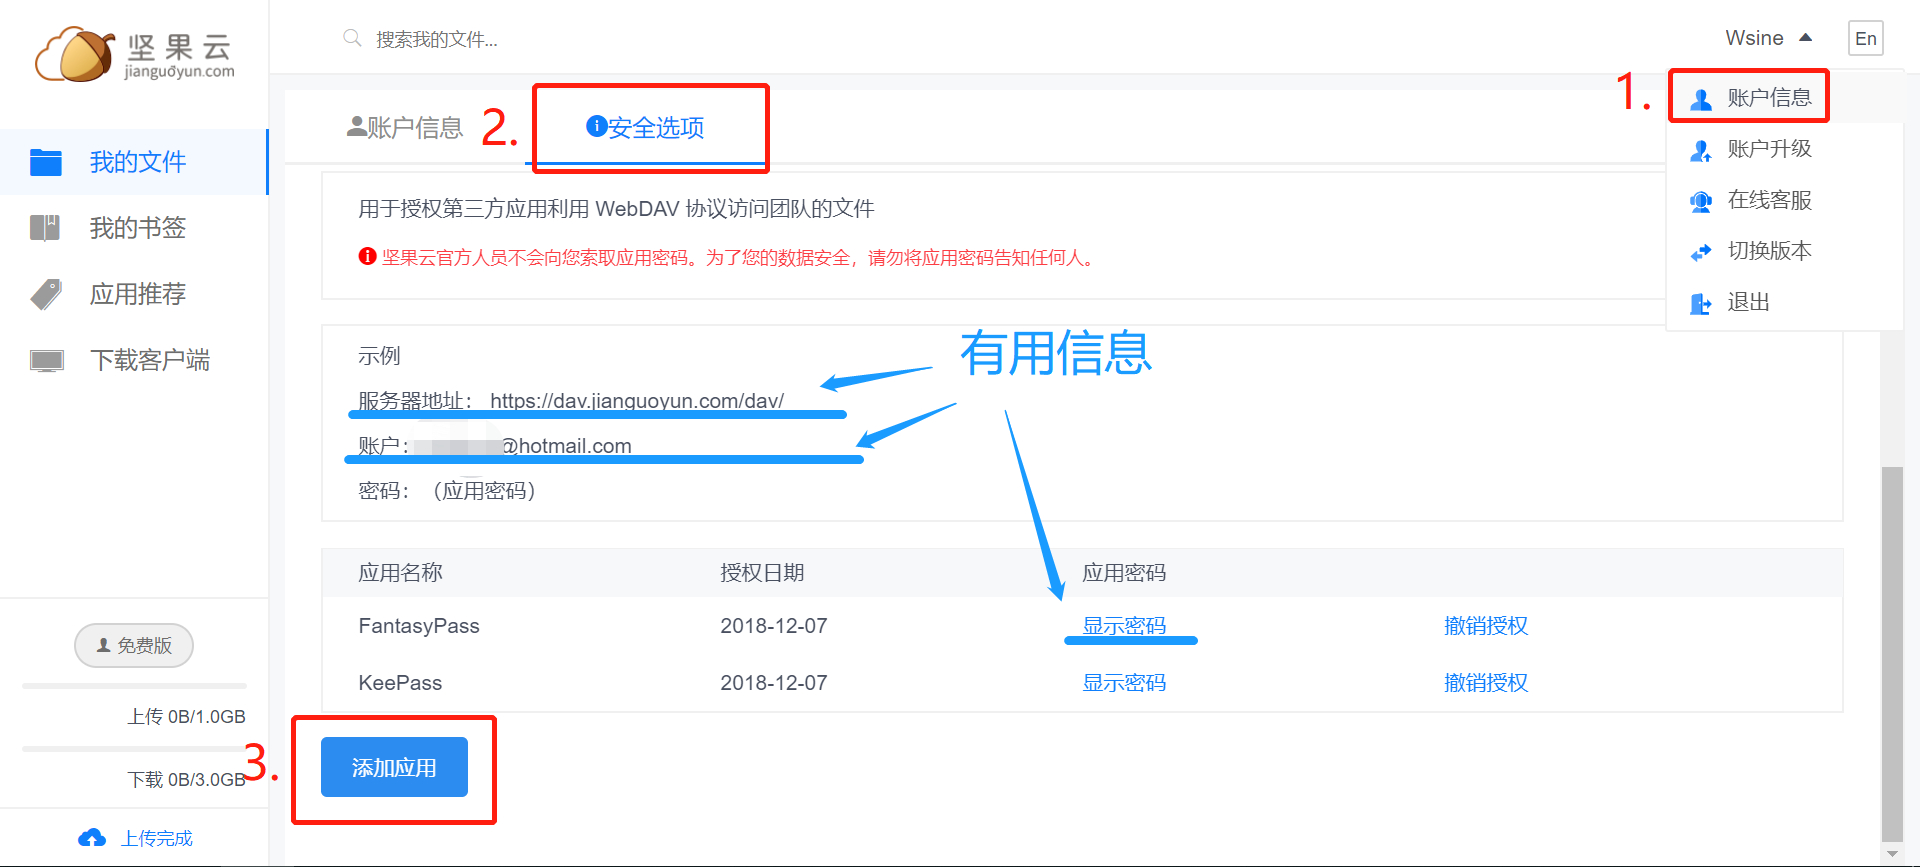 坚果云
jianguoyun.com
搜索我的文件...
Wsine
En
我的文件
我的书签
应用推荐
下载客户端
免费版
上传 0B/1.0GB
下载 0B/3.0GB
上传完成
账户信息
2.
安全选项
1.
账户信息
账户升级
在线客服
切换版本
退出
用于授权第三方应用利用 WebDAV 协议访问团队的文件
坚果云官方人员不会向您索取应用密码。为了您的数据安全，请勿将应用密码告知任何人。
有用信息
示例
服务器地址： https://dav.jianguoyun.com/dav/
账户: @hotmail.com
密码： （应用密码）
应用名称 授权日期 应用密码
FantasyPass 2018-12-07 显示密码 撤销授权
KeePass 2018-12-07 显示密码 撤销授权
3.
添加应用